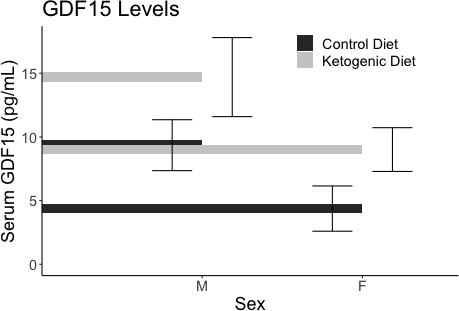 GDF15 Levels
Control Diet
Ketogenic Diet
Serum GDF15 (pg/mL)
15
10
5
0
M
F
Sex